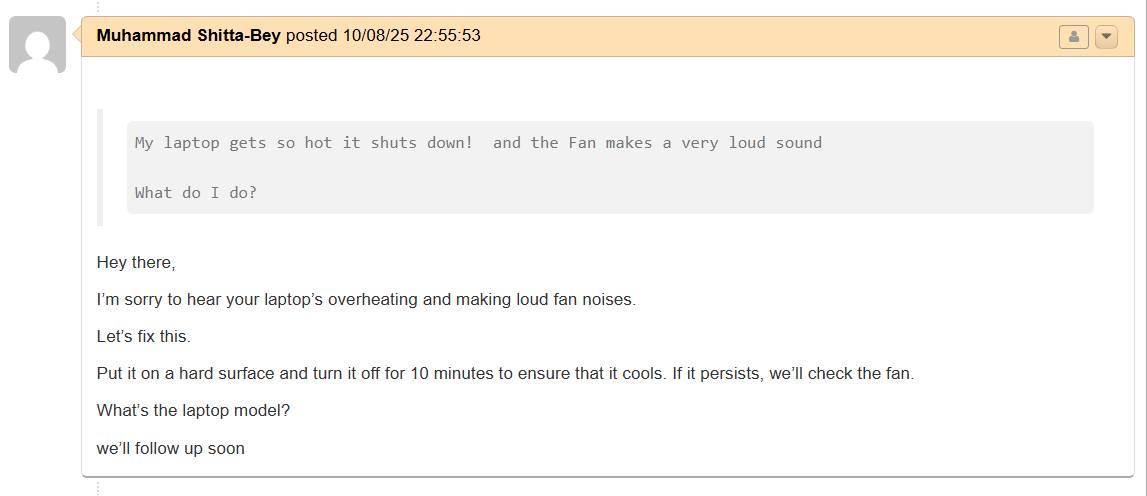 Muhammad Shitta-Bey posted 10/08/25 22:55:53
My laptop gets so hot it shuts down!  and the Fan makes a very loud sound
What do I do?
Hey there,
I’m sorry to hear your laptop’s overheating and making loud fan noises.
Let’s fix this.
Put it on a hard surface and turn it off for 10 minutes to ensure that it cools. If it persists, we’ll check the fan.
What’s the laptop model?
we’ll follow up soon